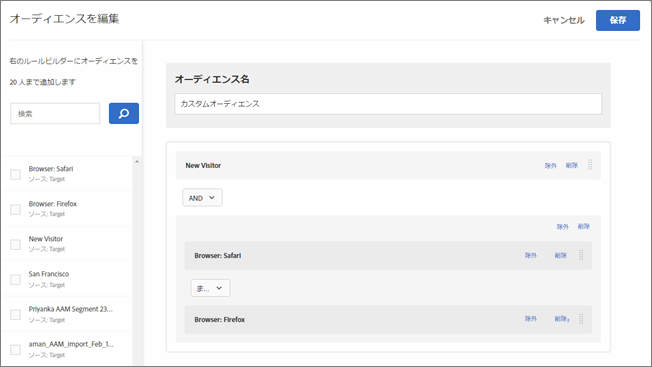 オーディエンスを編集
キャンセル
保存
右のルールビルダーにオーディエンスを
20 人まで追加します
検索
Browser: Safari
ソース: Target
Browser: Firefox
ソース: Target
New Visitor
ソース: Target
San Francisco
ソース: Target
Priyanka AAM Segment 23...
ソース: Target
aman_AAM_import_Feb_1...
ソース: Target
オーディエンス名
カスタムオーディエンス
New Visitor 除外 削除
AND
除外 削除
Browser: Safari 除外 削除
ま...
Browser: Firefox 除外 削除。